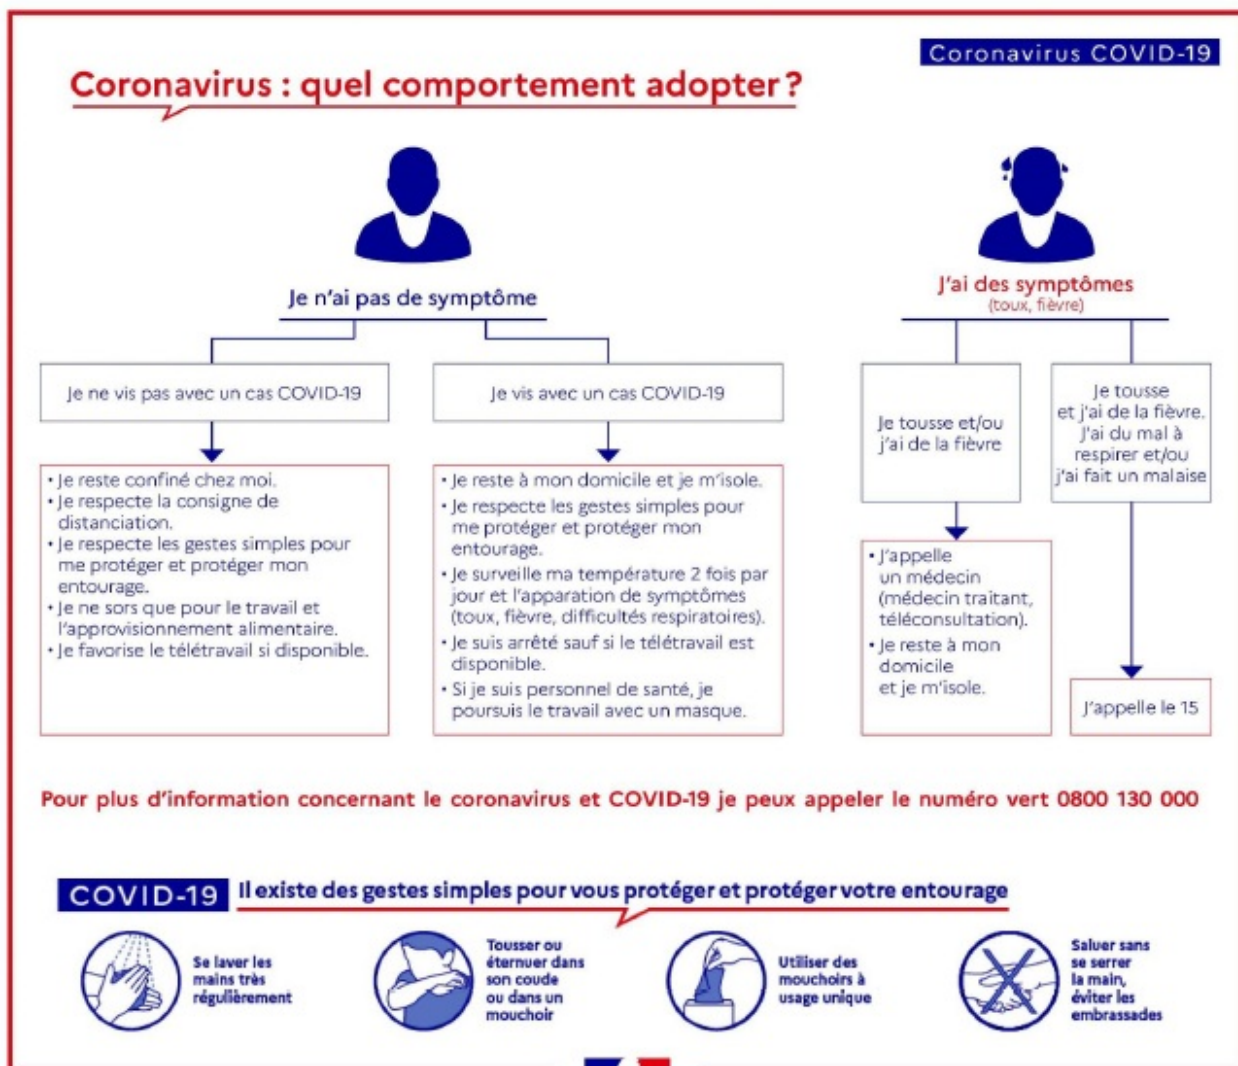 Coronavirus COVID-19
Coronavirus : quel comportement adopter ?
Je n'ai pas de symptôme
Je ne vis pas avec un cas COVID-19
• Je reste confiné chez moi.
• Je respecte la consigne de
distanciation.
• Je respecte les gestes simples pour
me protéger et protéger mon
entourage.
• Je ne sors que pour le travail et
l'approvisionnement alimentaire.
• Je favorise le télétravail si disponible.
Je vis avec un cas COVID-19
• Je reste à mon domicile et je m'isole.
• Je respecte les gestes simples pour
me protéger et protéger mon
entourage.
• Je surveille ma température 2 fois par
jour et l'apparation de symptômes
(toux, fièvre, difficultés respiratoires).
• Je suis arrêté sauf si le télétravail est
disponible.
• Si je suis personnel de santé, je
poursuis le travail avec un masque.
J'ai des symptômes
(toux, fièvre)
Je tousse et/ou
j'ai de la fièvre
• J'appelle
un médecin
(médecin traitant,
téléconsultation).
• Je reste à mon
domicile
et je m'isole.
Je tousse
et j'ai de la fièvre.
J'ai du mal à
respirer et/ou
j'ai fait un malaise
J'appelle le 15
Pour plus d'information concernant le coronavirus et COVID-19 je peux appeler le numéro vert 0800 130 000
COVID-19 Il existe des gestes simples pour vous protéger et protéger votre entourage
Se laver les
mains très
régulièrement
Tousser ou
éternuer dans
son coude
ou dans un
mouchoir
Utiliser des
mouchoirs à
usage unique
Saluer sans
se serrer
la main,
éviter les
embrassades